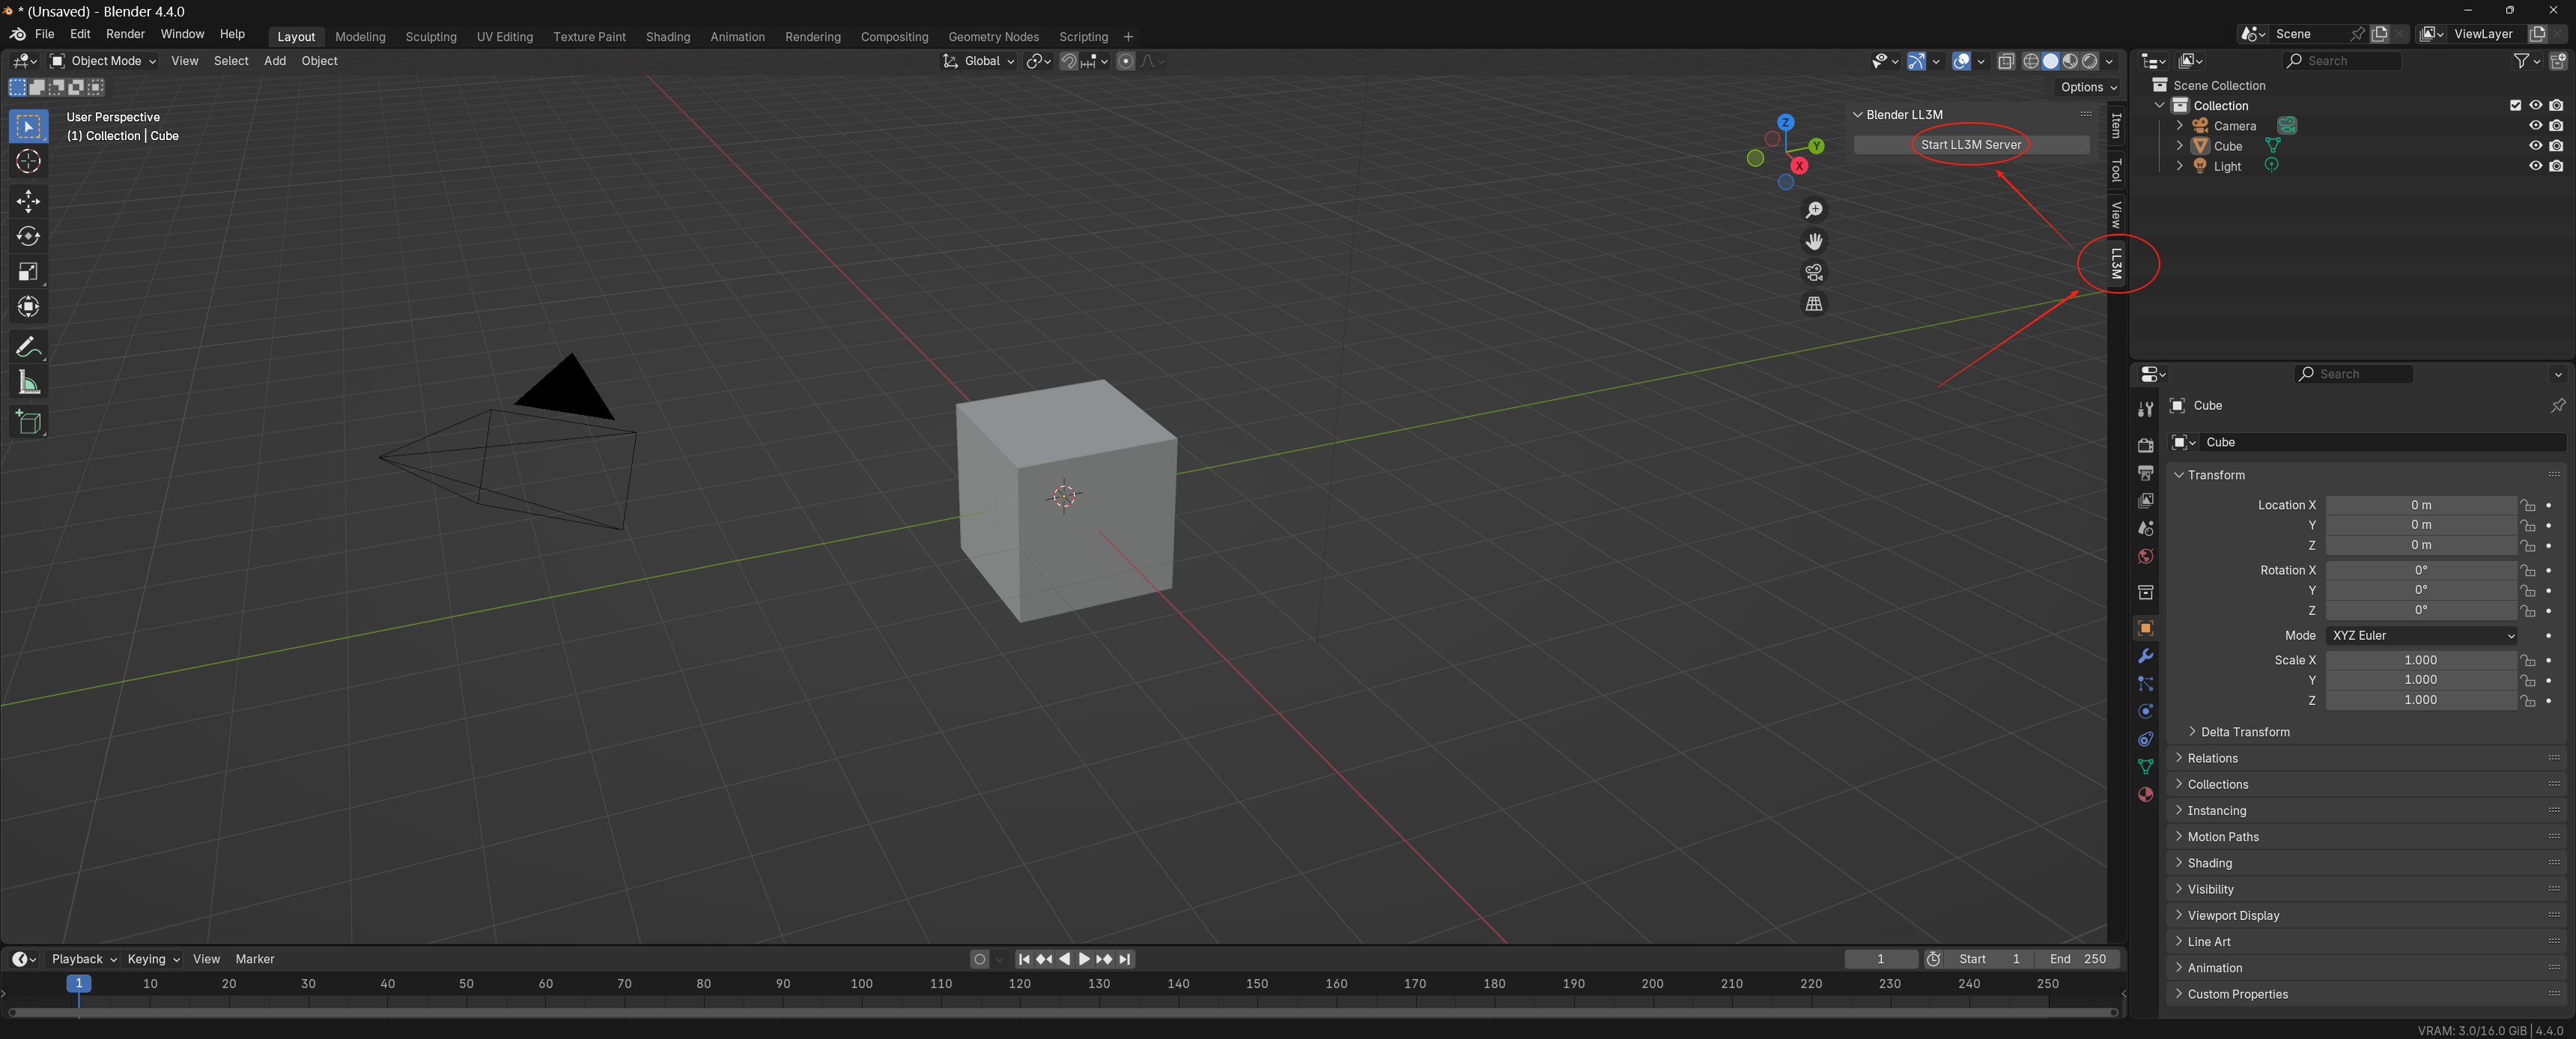 * (Unsaved) - Blender 4.4.0
File Edit Render Window Help Layout Modeling Sculpting UV Editing Texture Paint Shading Animation Rendering Compositing Geometry Nodes Scripting + Scene ViewLayer
Object Mode View Select Add Object Global
Options
User Perspective
(1) Collection | Cube
Z
Y
X
Blender LL3M
Start LL3M Server
Item
Tool
View
LL3M
Search
Scene Collection
Collection
Camera
Cube
Light
Search
Cube
Cube
Transform
Location X 0 m
Y 0 m
Z 0 m
Rotation X 0°
Y 0°
Z 0°
Mode XYZ Euler
Scale X 1.000
Y 1.000
Z 1.000
Delta Transform
Relations
Collections
Instancing
Motion Paths
Shading
Visibility
Viewport Display
Line Art
Animation
Custom Properties
Playback Keying View Marker 1 Start 1 End 250
1 10 20 30 40 50 60 70 80 90 100 110 120 130 140 150 160 170 180 190 200 210 220 230 240 250
VRAM: 3.0/16.0 GiB | 4.4.0